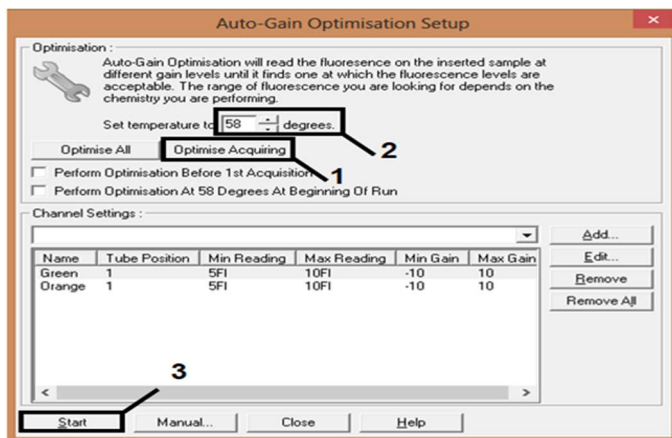 Auto-Gain Optimisation Setup
×
Optimisation :
Auto-Gain Optimisation will read the fluoresence on the inserted sample at
different gain levels until it finds one at which the fluorescence levels are
acceptable. The range of fluorescence you are looking for depends on the
chemistry you are performing.
Set temperature to 58 degrees.
2
Optimise All Optimise Acquiring
1
Perform Optimisation Before 1st Acquisition
Perform Optimisation At 58 Degrees At Beginning Of Run
Channel Settings :
Add...
Name Tube Position Min Reading Max Reading Min Gain Max Gain
Edit...
Green 1 5Fl 10Fl -10 10
Orange 1 5Fl 10Fl -10 10
Remove
Remove All
3
< >
Start Manual... Close Help